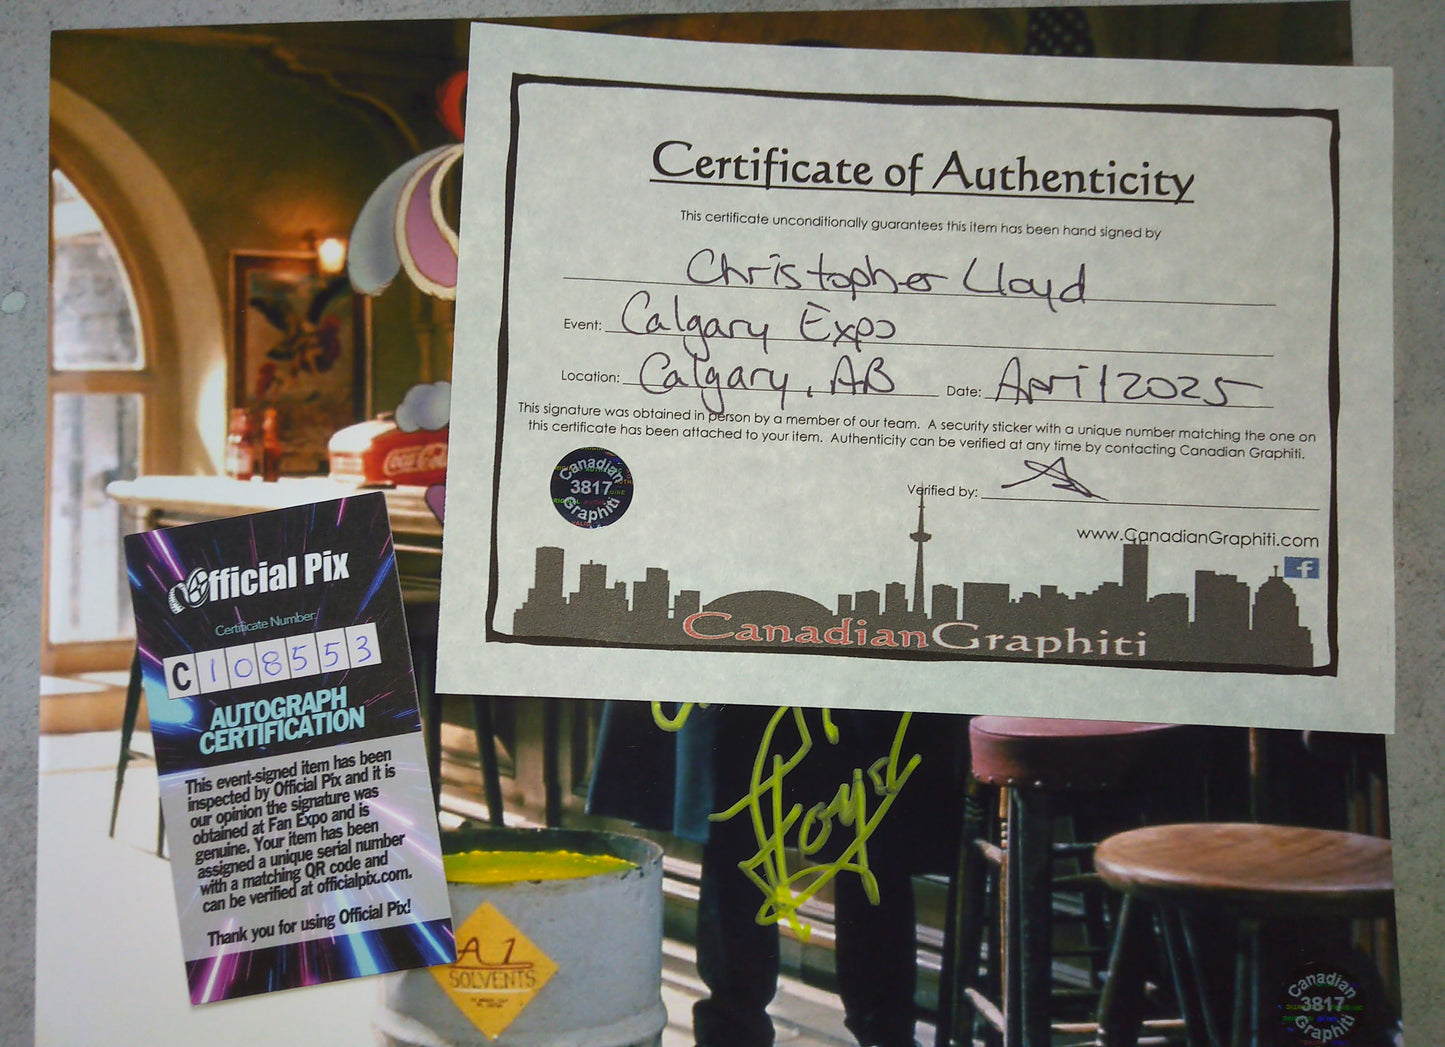 Certificate of Authenticity
This certificate unconditionally guarantees this item has been hand signed by
Christopher Lloyd
Event: Calgary Expo
Location: Calgary, AB Date: April 2025
This signature was obtained in person by a member of our team. A security sticker with a unique number matching the one on
this certificate has been attached to your item. Authenticity can be verified at any time by contacting Canadian Graphiti.
Canadian
3817
Graphiti
Verified by:
www.CanadianGraphiti.com
f
CanadianGraphiti
Coca-Cola
Official Pix
Certificate Number:
C108553
AUTOGRAPH
CERTIFICATION
This event-signed item has been
inspected by Official Pix and it is
our opinion the signature was
obtained at Fan Expo and is
genuine. Your item has been
assigned a unique serial number
with a matching QR code and
can be verified at officialpix.com.
Thank you for using Official Pix!
A1
SOLVENTS
Canadian
3817
Graphiti